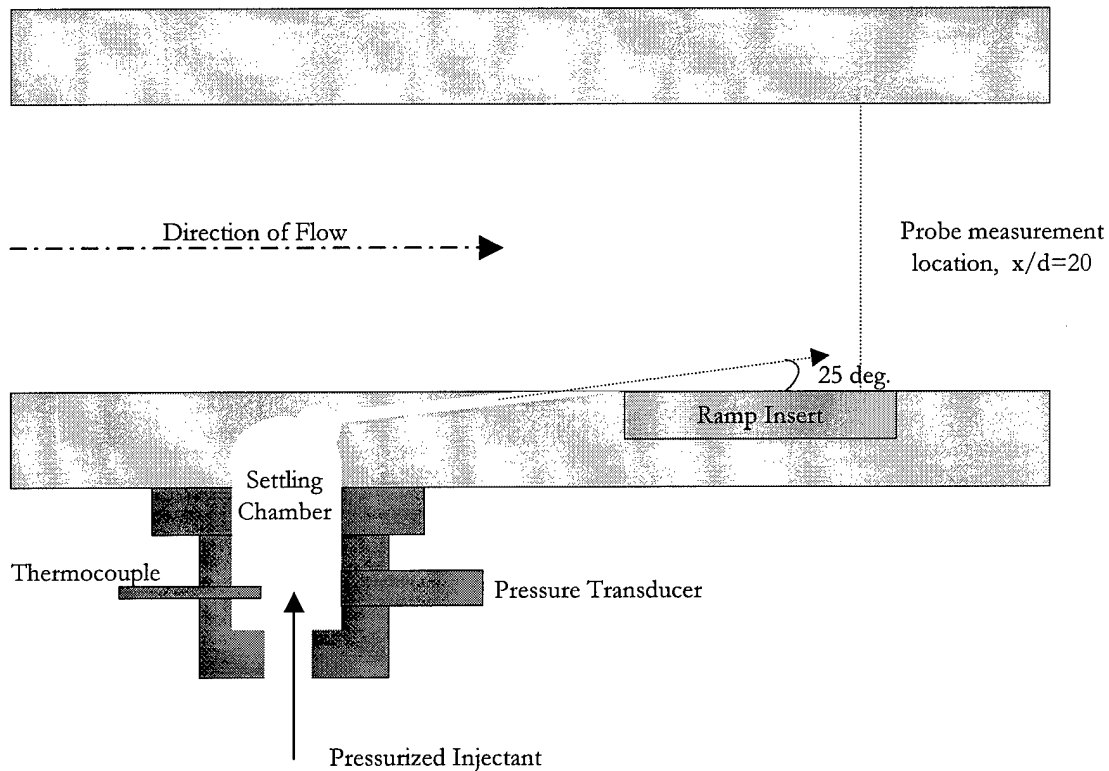 Direction of Flow
Probe measurement
location, x/d=20
25 deg.
Ramp Insert
Settling
Chamber
Thermocouple
Pressure Transducer
Pressurized Injectant